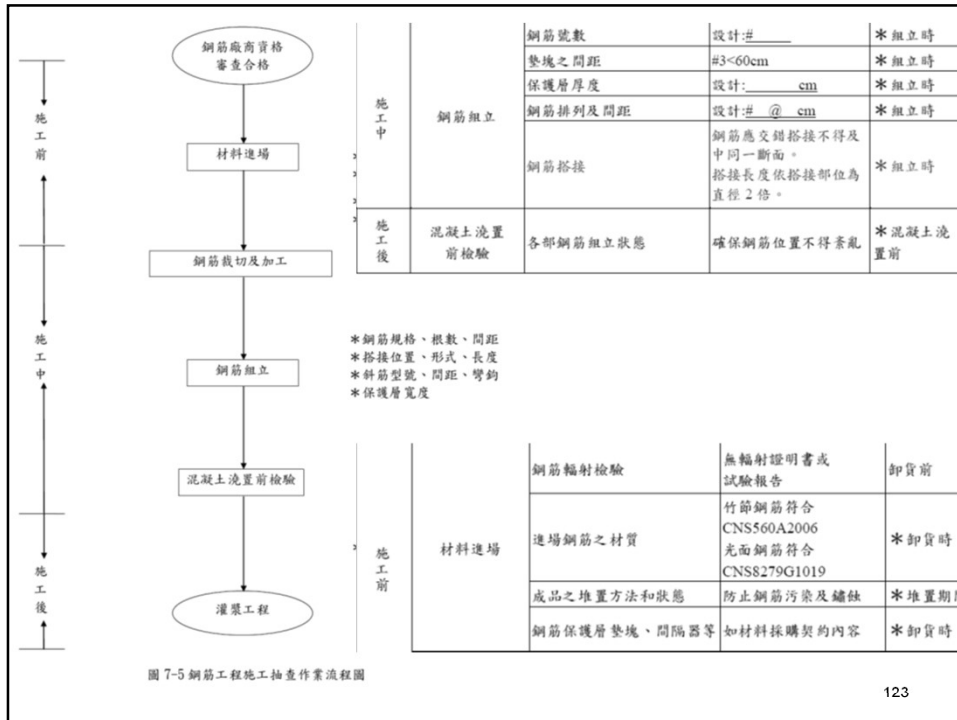 鋼筋廠商資格
審查合格
施工前
材料進場
鋼筋裁切及加工
施工中
鋼筋組立
混凝土澆置前檢驗
施工後
灌漿工程
圖 7-5 鋼筋工程施工抽查作業流程圖
施工中
鋼筋組立
鋼筋號數 設計:# ＊組立時
墊塊之間距 #3<60cm ＊組立時
保護層厚度 設計: cm ＊組立時
鋼筋排列及間距 設計:# @ cm ＊組立時
鋼筋搭接
鋼筋應交錯搭接不得及
中同一斷面。
搭接長度依搭接部位為
直徑 2 倍。
＊組立時
施工後
混凝土澆置
前檢驗
各部鋼筋組立狀態 確保鋼筋位置不得紊亂
＊混凝土澆
置前
＊鋼筋規格、根數、間距
＊搭接位置、形式、長度
＊斜筋型號、間距、彎鉤
＊保護層寬度
施工前
材料進場
鋼筋輻射檢驗
無輻射證明書或
試驗報告
卸貨前
進場鋼筋之材質
竹節鋼筋符合
CNS560A2006
光面鋼筋符合
CNS8279G1019
＊卸貨時
成品之堆置方法和狀態 防止鋼筋污染及鏽蝕 ＊堆置期
鋼筋保護層墊塊、間隔器等 如材料採購契約內容 ＊卸貨時
123